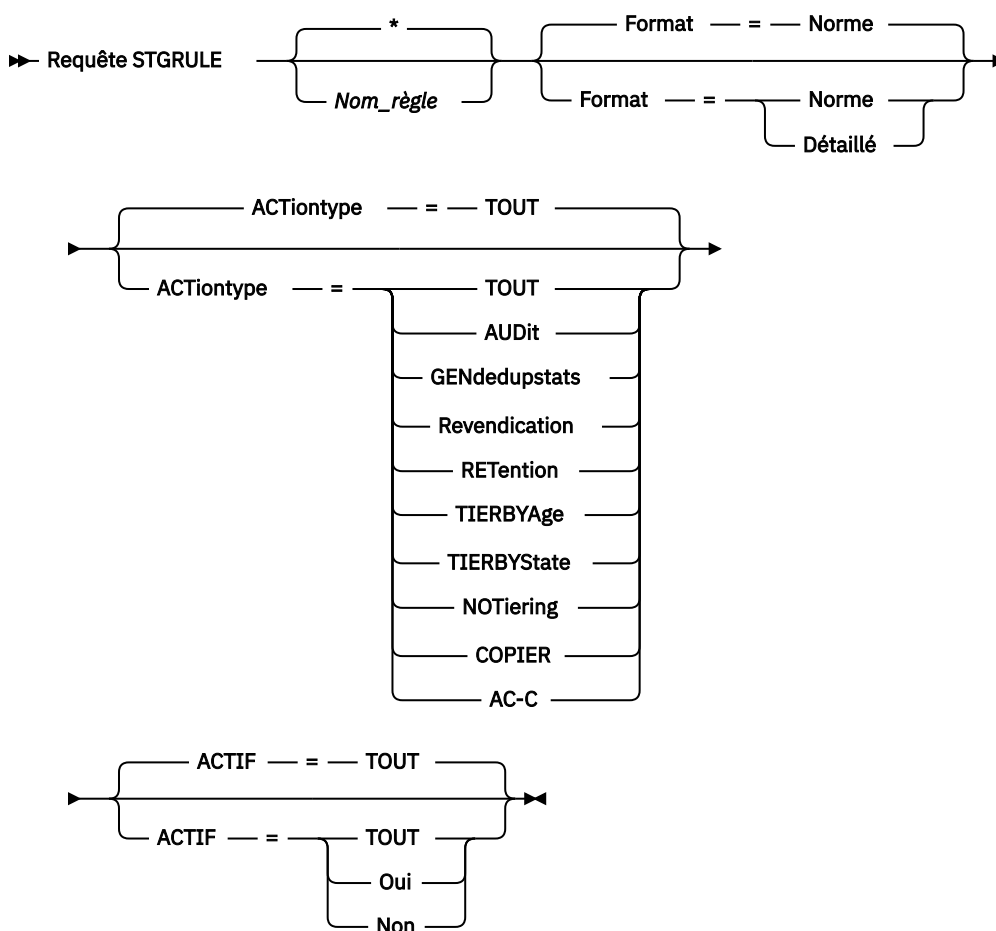 *
Format = Norme
Requête STGRULE
Nom_règle
Format = Norme
Détaillé
ACTiontype = TOUT
ACTiontype = TOUT
AUDit
GENdedupstats
Revendication
RETention
TIERBYAge
TIERBYState
NOTiering
COPIER
AC-C
ACTIF = TOUT
ACTIF = TOUT
Oui
Non